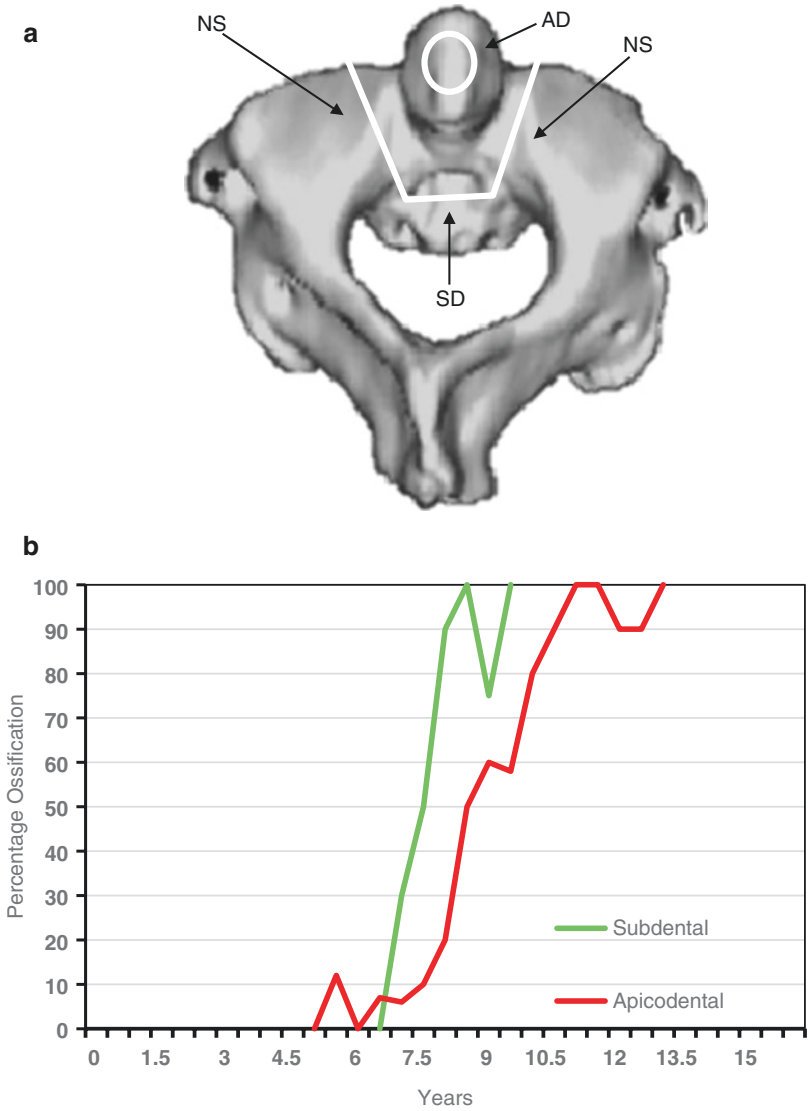 a
NS
AD
NS
SD
b
100
90
80
70
60
50
40
30
20
10
0
Percentage Ossification
Subdental
Apicodental
0 1.5 3 4.5 6 7.5 9 10.5 12 13.5 15
Years